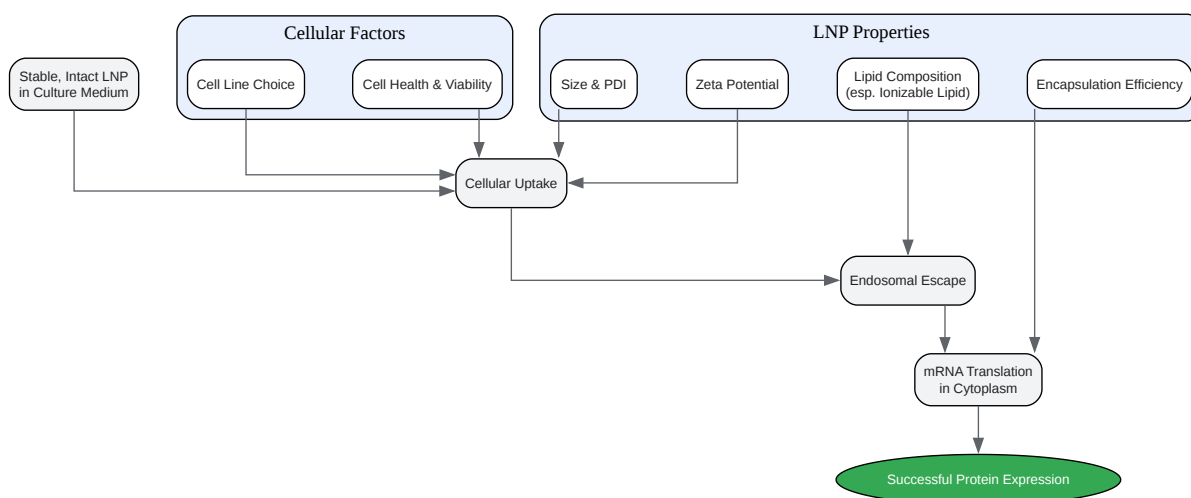 Cellular Factors
LNP Properties
Stable, Intact LNP
in Culture Medium
Cell Line Choice
Cell Health & Viability
Size & PDI
Zeta Potential
Lipid Composition
(esp. Ionizable Lipid)
Encapsulation Efficiency
Cellular Uptake
Endosomal Escape
mRNA Translation
in Cytoplasm
Successful Protein Expression